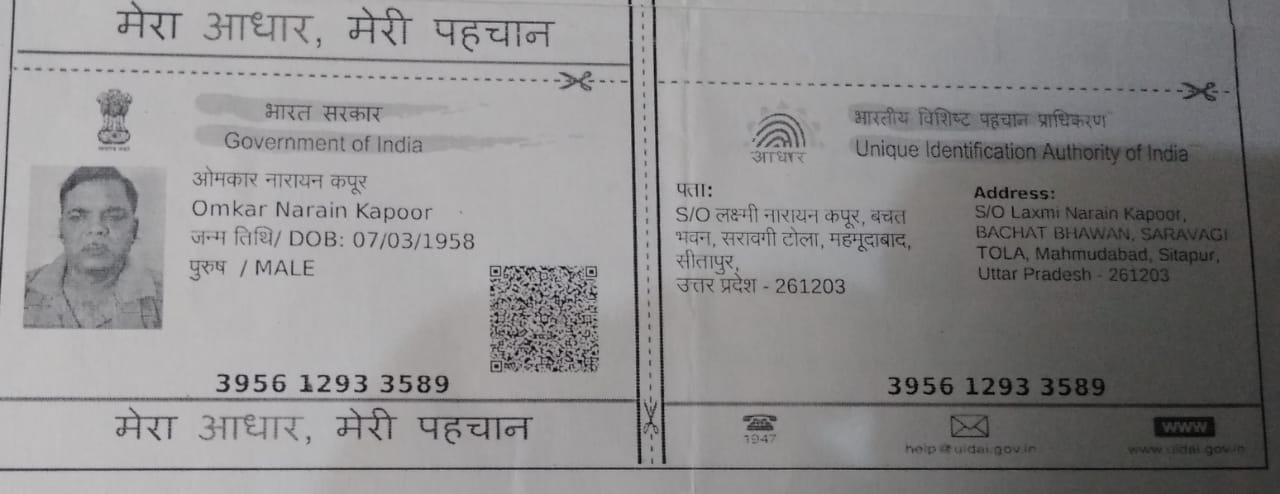 मेरा आधार, मेरी पहचान
भारत सरकार
Government of India
ओमकार नारायन कपूर
Omkar Narain Kapoor
जन्म तिथि/ DOB: 07/03/1958
पुरुष / MALE
3956 1293 3589
मेरा आधार, मेरी पहचान
आधार
भारतीय विशिष्ट पहचान प्राधिकरण
Unique Identification Authority of India
पता:
S/O लक्ष्मी नारायन कपूर, बचत
भवन, सरावगी टोला, महमूदाबाद,
सीतापुर,
उत्तर प्रदेश - 261203
Address:
S/O Laxmi Narain Kapoor,
BACHAT BHAWAN, SARAVAGI
TOLA, Mahmudabad, Sitapur,
Uttar Pradesh - 261203
3956 1293 3589
1947
help@uidai.gov.in
www
www.uidai.gov.in